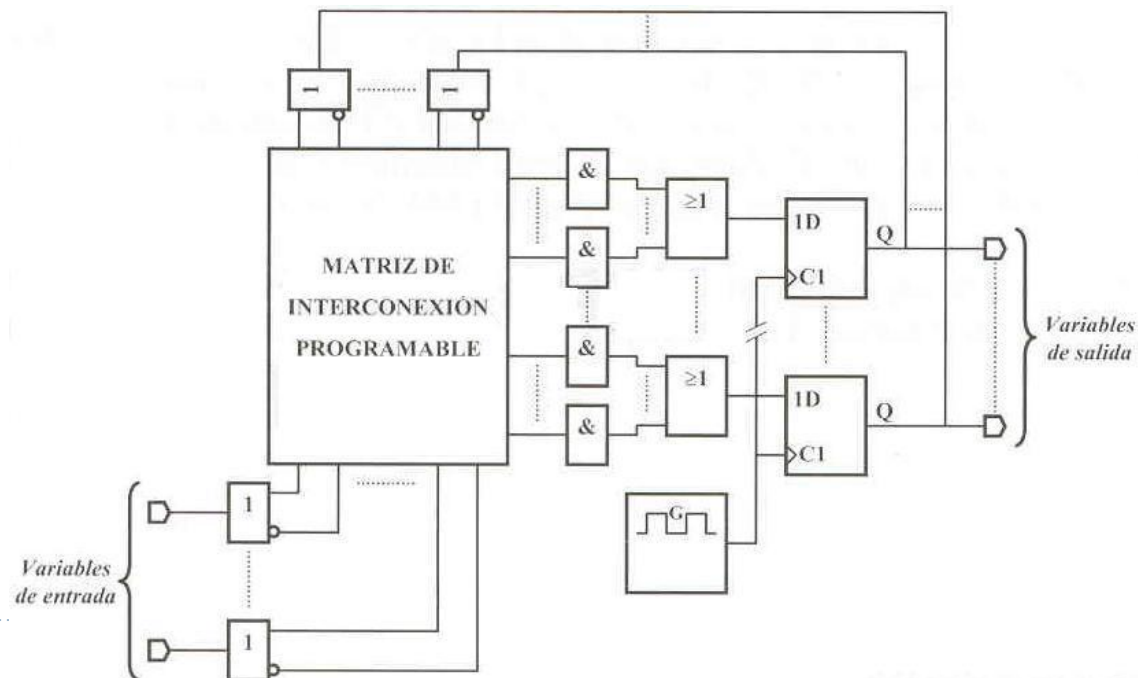 1
1
&
≥1
&
1D
Q
C1
MATRIZ DE
INTERCONEXIÓN
PROGRAMABLE
Variables
de salida
&
≥1
&
1D
Q
C1
G
1
Variables
de entrada
1